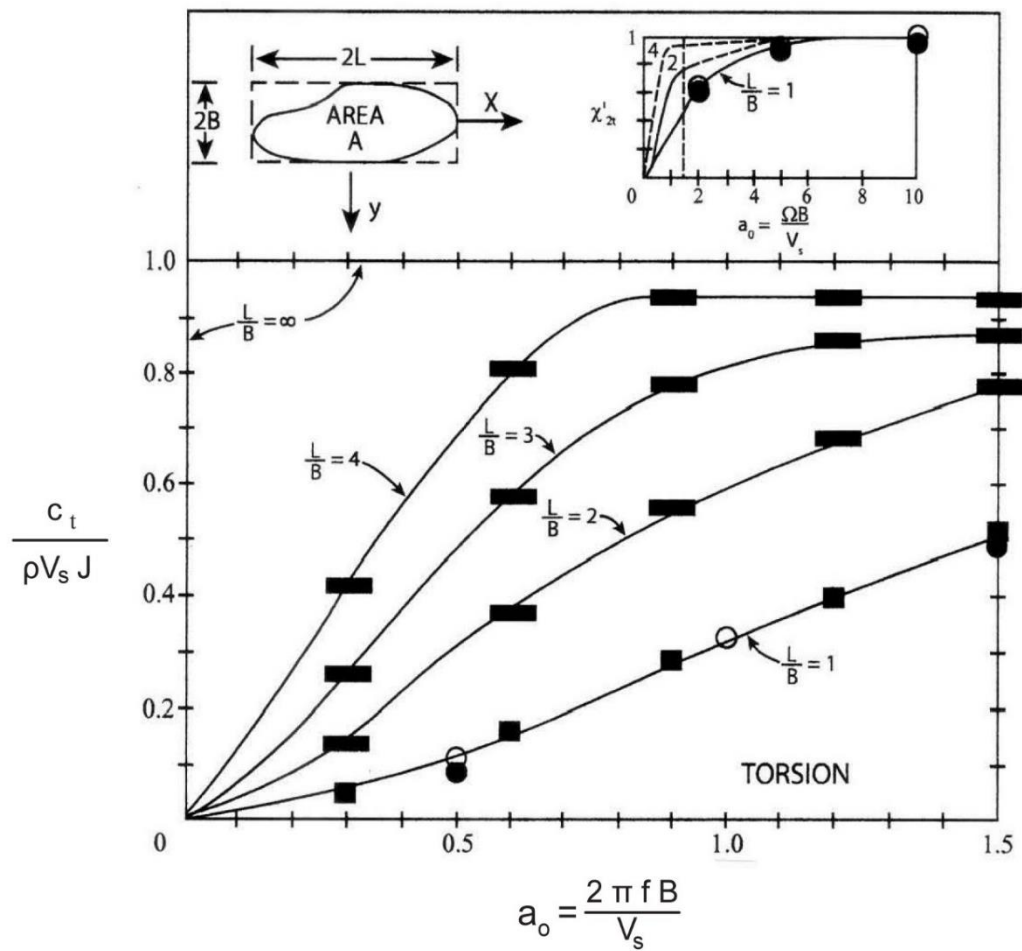 2L
2B
AREA
A
X
y
1
4
2
L/B = 1
χ'₂ₜ
0 2 4 6 8 10
a₀ = ΩB/Vₛ
1.0
L/B = ∞
0.8
L/B = 4
L/B = 3
0.6
L/B = 2
cₜ/ρVₛ J
0.4
L/B = 1
0.2
TORSION
0 0.5 1.0 1.5
a₀ = 2 π f B/Vₛ